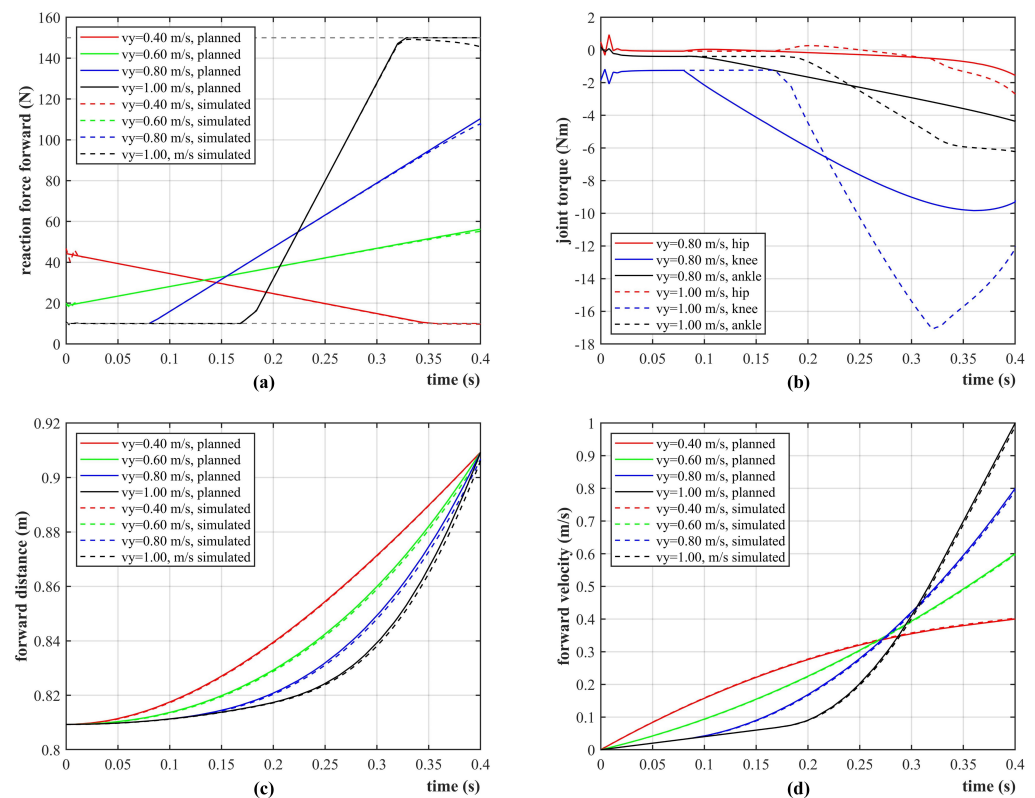 160
140
120
100
80
60
40
20
0
reaction force forward (N)
vy=0.40 m/s, planned
vy=0.60 m/s, planned
vy=0.80 m/s, planned
vy=1.00 m/s, planned
vy=0.40 m/s, simulated
vy=0.60 m/s, simulated
vy=0.80 m/s, simulated
vy=1.00, m/s simulated
0 0.05 0.1 0.15 0.2 0.25 0.3 0.35 0.4
time (s)
(a)
2
0
-2
-4
-6
-8
-10
-12
-14
-16
-18
joint torque (Nm)
vy=0.80 m/s, hip
vy=0.80 m/s, knee
vy=0.80 m/s, ankle
vy=1.00 m/s, hip
vy=1.00 m/s, knee
vy=1.00 m/s, ankle
0 0.05 0.1 0.15 0.2 0.25 0.3 0.35 0.4
time (s)
(b)
0.92
0.9
0.88
0.86
0.84
0.82
0.8
forward distance (m)
vy=0.40 m/s, planned
vy=0.60 m/s, planned
vy=0.80 m/s, planned
vy=1.00 m/s, planned
vy=0.40 m/s, simulated
vy=0.60 m/s, simulated
vy=0.80 m/s, simulated
vy=1.00, m/s simulated
0 0.05 0.1 0.15 0.2 0.25 0.3 0.35 0.4
time (s)
(c)
1
0.9
0.8
0.7
0.6
0.5
0.4
0.3
0.2
0.1
0
forward velocity (m/s)
vy=0.40 m/s, planned
vy=0.60 m/s, planned
vy=0.80 m/s, planned
vy=1.00 m/s, planned
vy=0.40 m/s, simulated
vy=0.60 m/s, simulated
vy=0.80 m/s, simulated
vy=1.00, m/s simulated
0 0.05 0.1 0.15 0.2 0.25 0.3 0.35 0.4
time (s)
(d)